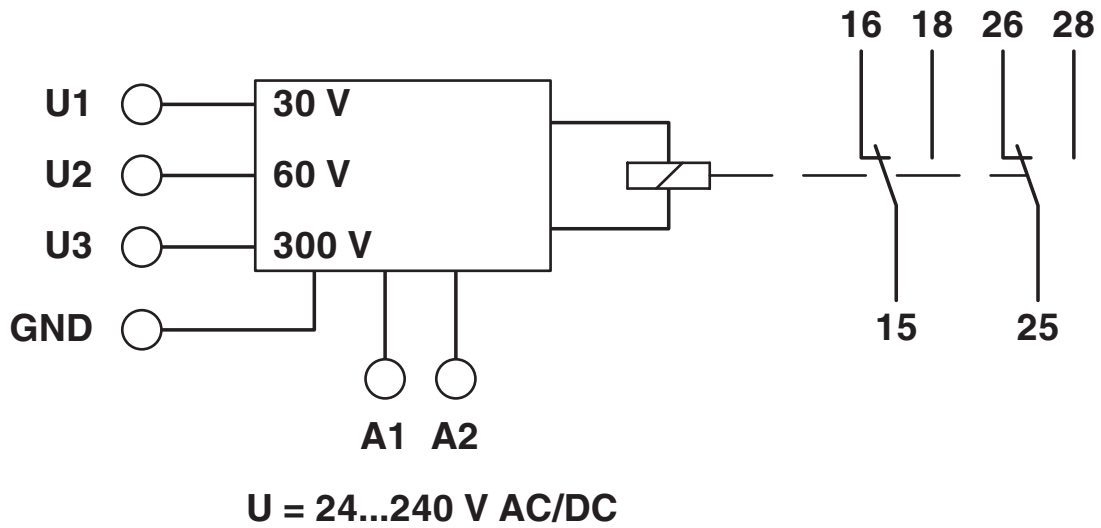 16 18 26 28
U1 30 V
U2 60 V
U3 300 V
GND
15 25
A1 A2
U = 24...240 V AC/DC